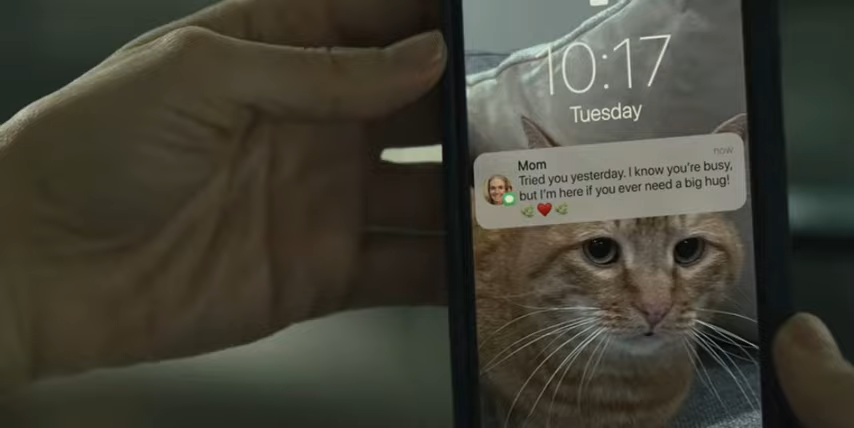 10:17
Tuesday
Mom
now
Tried you yesterday. I know you're busy,
but I'm here if you ever need a big hug!
🌿❤️🌿